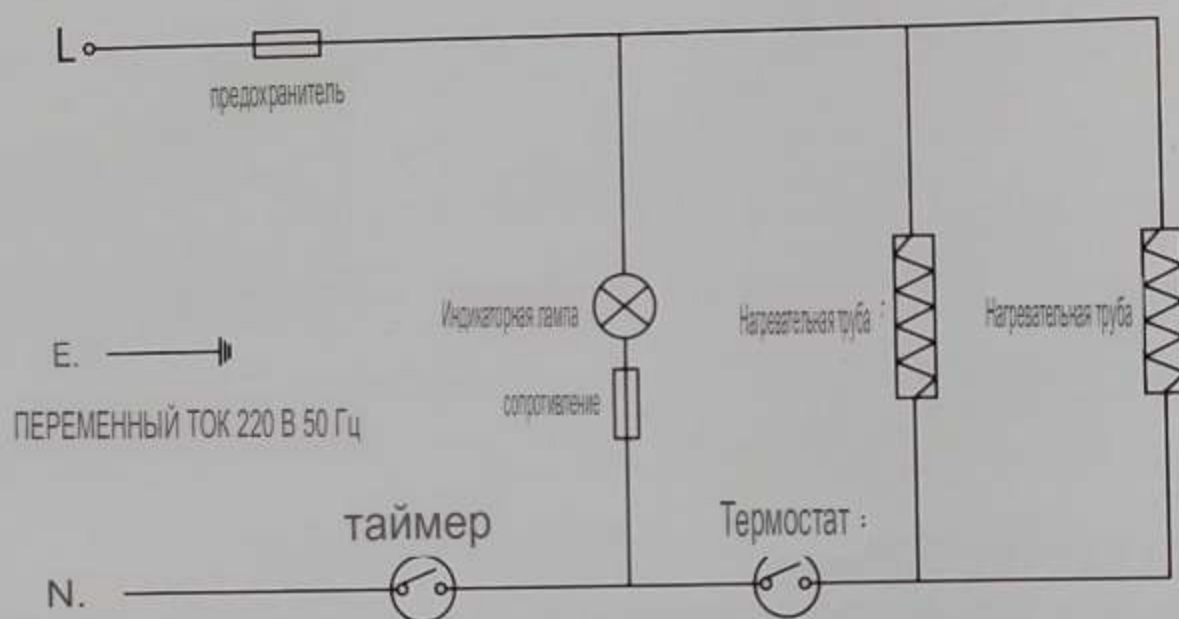 L
предохранитель
Индикаторная лампа
Нагревательная труба :
Нагревательная труба
E.
сопротивление
ПЕРЕМЕННЫЙ ТОК 220 В 50 Гц
таймер
Термостат :
N.